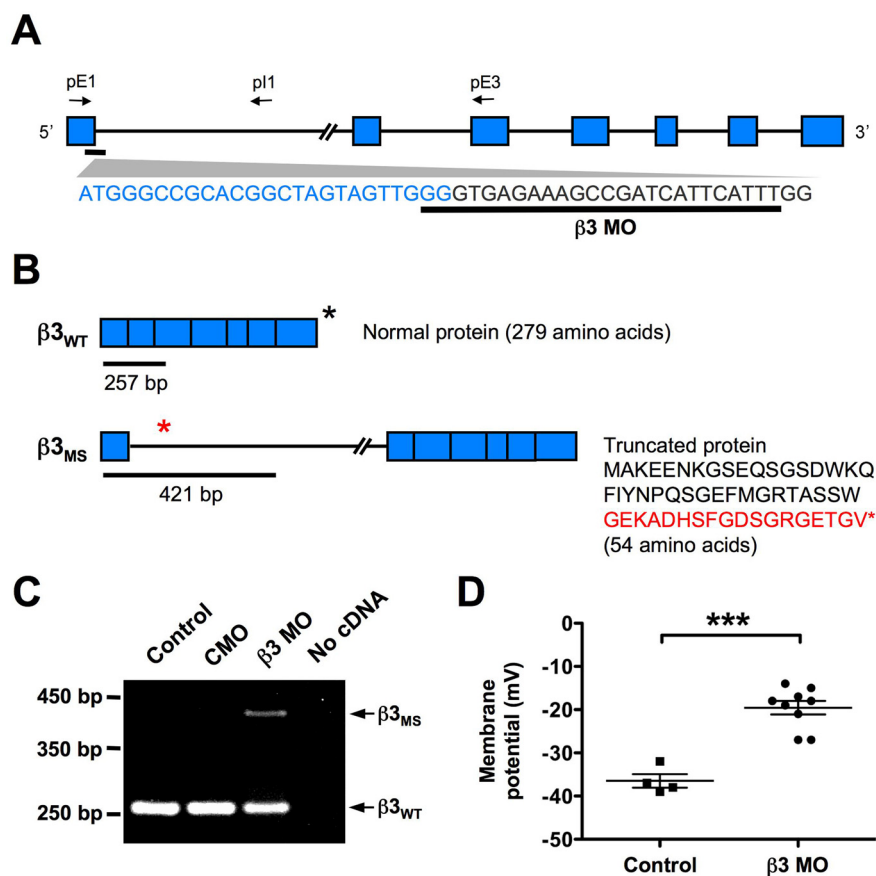 A
pE1 pI1 pE3
5’ 3’
ATGGGCCGCACGGCTAGTAGTTGGGGTGAGAAAGCCGATCATTCATTTGG
β3 MO
B
β3WT * Normal protein (279 amino acids)
257 bp
β3MS *
421 bp
Truncated protein
MAKEENKGSEQSGSDWKQ
FIYNPQSGEFMGRTASSW
GEKADHSFGDSGRGETGV*
(54 amino acids)
C
Control CMO β3 MO No cDNA
450 bp β3MS
350 bp
250 bp β3WT
D
***
Membrane
potential (mV)
0
-10
-20
-30
-40
-50
Control β3 MO